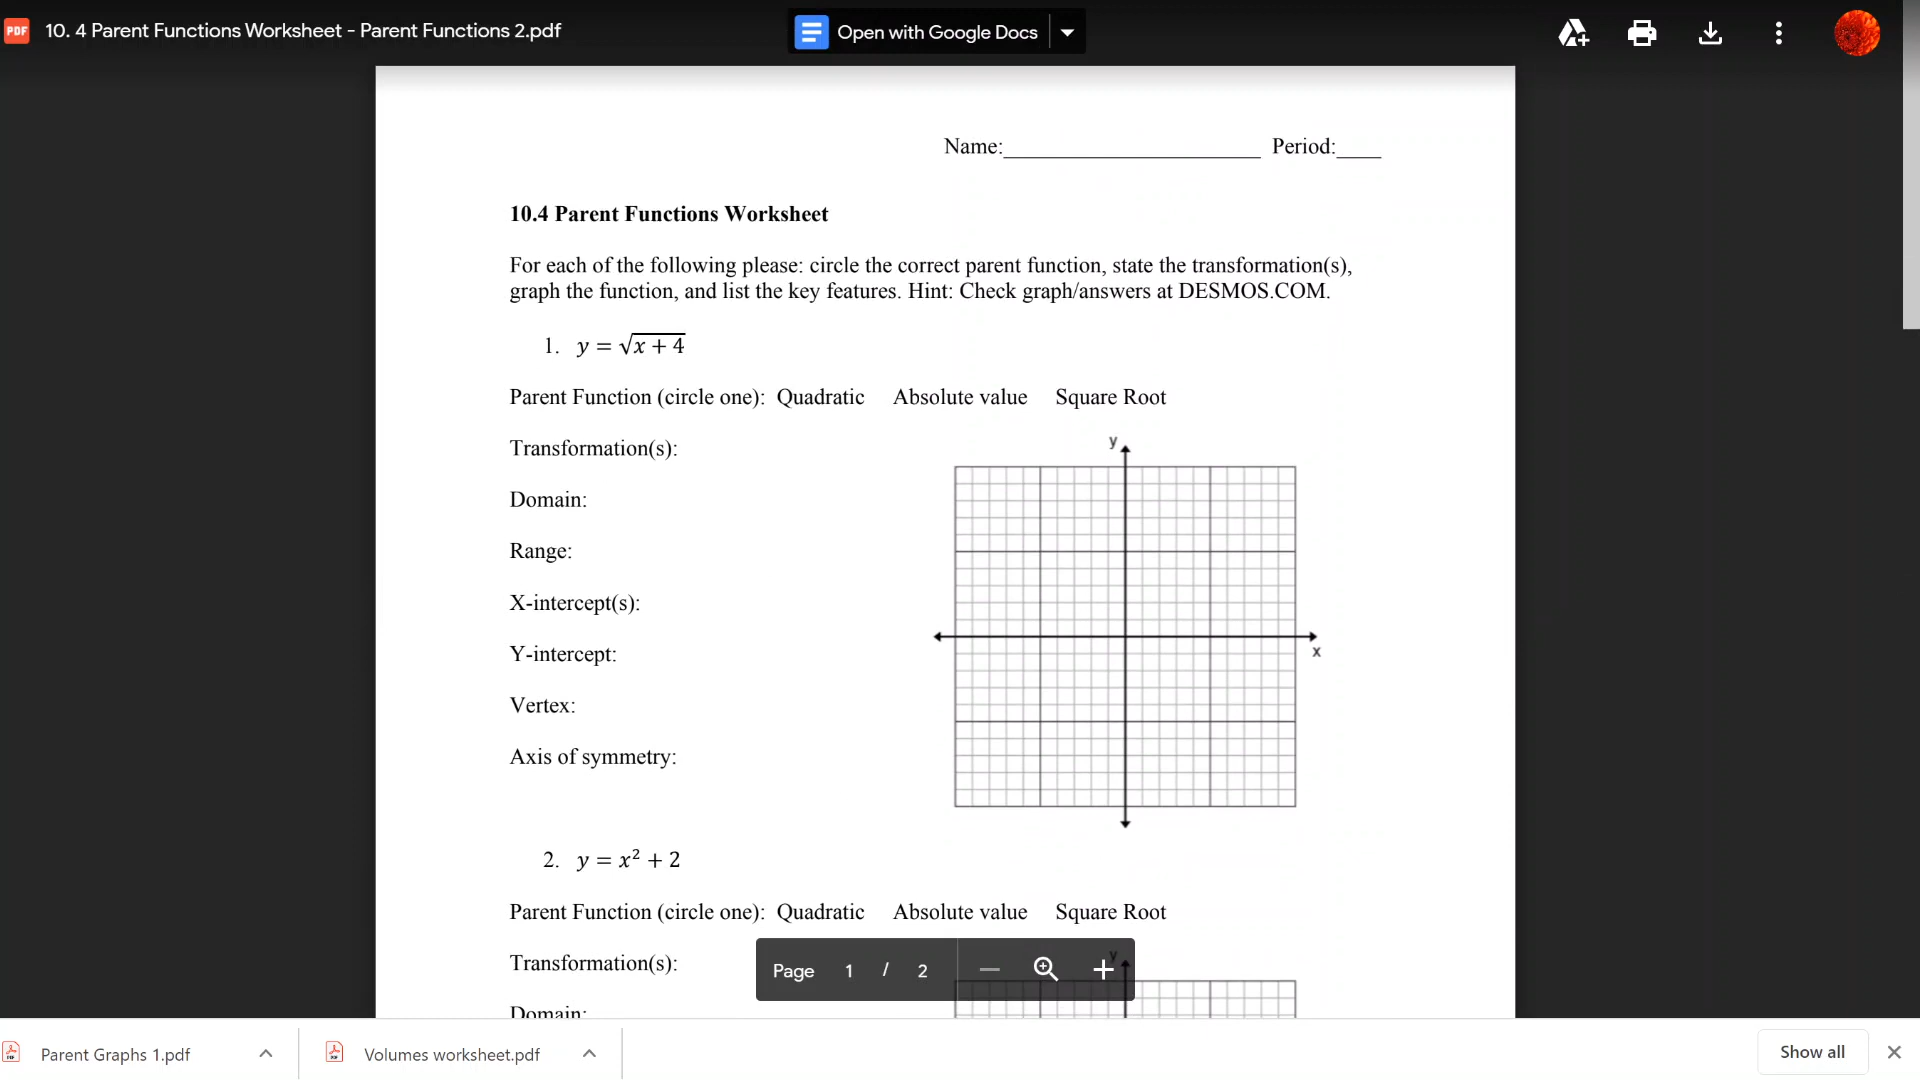 PDF 10. 4 Parent Functions Worksheet - Parent Functions 2.pdf
Open with Google Docs
Name:_______________________ Period:____
10.4 Parent Functions Worksheet
For each of the following please: circle the correct parent function, state the transformation(s),
graph the function, and list the key features. Hint: Check graph/answers at DESMOS.COM.
1. y = √(x + 4)
Parent Function (circle one): Quadratic Absolute value Square Root
Transformation(s):
y
Domain:
Range:
X-intercept(s):
x
Y-intercept:
Vertex:
Axis of symmetry:
2. y = x² + 2
Parent Function (circle one): Quadratic Absolute value Square Root
Transformation(s):
y
Page 1 / 2
Domain:
Parent Graphs 1.pdf
Volumes worksheet.pdf
Show all